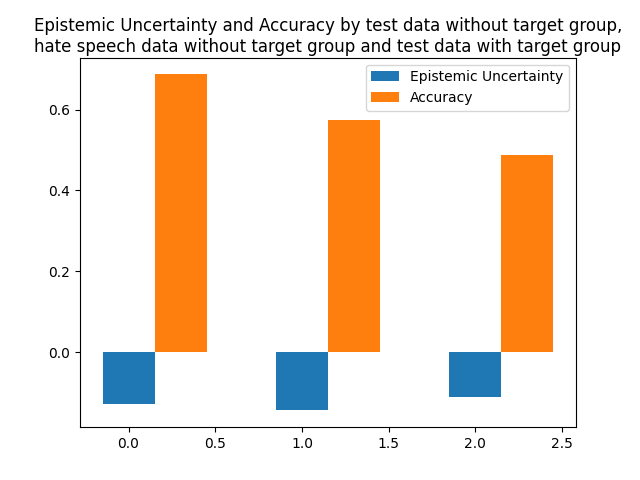 Epistemic Uncertainty and Accuracy by test data without target group,
hate speech data without target group and test data with target group
Epistemic Uncertainty
Accuracy
0.6
0.4
0.2
0.0
0.0 0.5 1.0 1.5 2.0 2.5